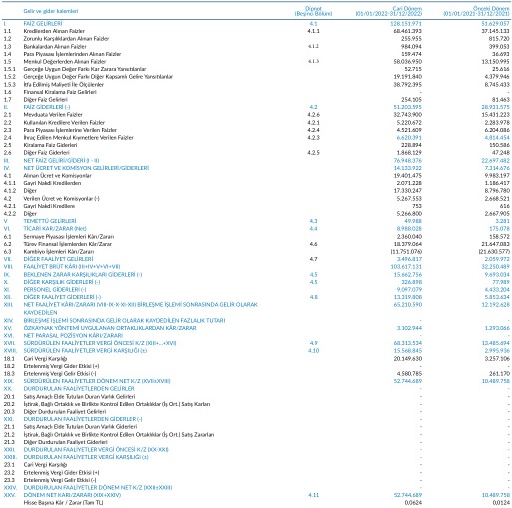 Gelir ve gider kalemleri Dipnot Cari Dönem Önceki Dönem
(Beşinci Bölüm) (01/01/2022-31/12/2022) (01/01/2021-31/12/2021)
I. FAİZ GELİRLERİ 4.1 128.151.971 51.629.057
1.1 Kredilerden Alınan Faizler 4.1.1 68.461.393 37.145.133
1.2 Zorunlu Karşılıklardan Alınan Faizler 255.955 815.720
1.3 Bankalardan Alınan Faizler 4.1.2 984.094 399.053
1.4 Para Piyasası İşlemlerinden Alınan Faizler 159.474 36.693
1.5 Menkul Değerlerden Alınan Faizler 4.1.3 58.036.950 13.150.995
1.5.1 Gerçeğe Uygun Değer Farkı Kar Zarara Yansıtılanlar 52.715 25.616
1.5.2 Gerçeğe Uygun Değer Farkı Diğer Kapsamlı Gelire Yansıtılanlar 19.191.840 4.379.946
1.5.3 İtfa Edilmiş Maliyeti İle Ölçülenler 38.792.395 8.745.433
1.6 Finansal Kiralama Faiz Gelirleri - -
1.7 Diğer Faiz Gelirleri 254.105 81.463
II. FAİZ GİDERLERİ (-) 4.2 51.203.595 28.931.575
2.1 Mevduata Verilen Faizler 4.2.6 32.743.900 15.431.223
2.2 Kullanılan Kredilere Verilen Faizler 4.2.1 5.220.672 2.283.978
2.3 Para Piyasası İşlemlerine Verilen Faizler 4.2.4 4.521.609 6.204.086
2.4 İhraç Edilen Menkul Kıymetlere Verilen Faizler 4.2.3 6.620.391 4.814.454
2.5 Kiralama Faiz Giderleri 228.894 150.586
2.6 Diğer Faiz Giderleri 4.2.5 1.868.129 47.248
III. NET FAİZ GELİRİ/GİDERİ (I - II) 76.948.376 22.697.482
IV. NET ÜCRET VE KOMİSYON GELİRLERİ/GİDERLERİ 14.133.922 7.314.676
4.1 Alınan Ücret ve Komisyonlar 19.401.475 9.983.197
4.1.1 Gayri Nakdi Kredilerden 2.071.228 1.186.417
4.1.2 Diğer 17.330.247 8.796.780
4.2 Verilen Ücret ve Komisyonlar (-) 5.267.553 2.668.521
4.2.1 Gayri Nakdi Kredilere 753 616
4.2.2 Diğer 5.266.800 2.667.905
V. TEMETTÜ GELİRLERİ 4.3 49.988 3.281
VI. TİCARİ KAR/ZARAR (Net) 4.4 8.988.028 175.078
6.1 Sermaye Piyasası İşlemleri Kârı/Zararı 2.360.040 158.572
6.2 Türev Finansal İşlemlerden Kâr/Zarar 4.6 18.379.064 21.647.083
6.3 Kambiyo İşlemleri Kârı/Zararı (11.751.076) (21.630.577)
VII. DİĞER FAALİYET GELİRLERİ 4.7 3.496.817 2.059.972
VIII. FAALİYET BRÜT KÂRI (III+IV+V+VI+VII) 103.617.131 32.250.489
IX. BEKLENEN ZARAR KARŞILIKLARI GİDERLERİ (-) 4.5 15.662.756 9.693.034
X. DİĞER KARŞILIK GİDERLERİ (-) 4.5 326.898 77.989
XI. PERSONEL GİDERLERİ (-) 9.097.079 4.433.204
XII. DİĞER FAALİYET GİDERLERİ (-) 4.8 13.319.808 5.853.634
XIII. NET FAALİYET KÂRI/ZARARI (VIII-IX-X-XI-XII) BİRLEŞME İŞLEMİ SONRASINDA GELİR OLARAK 65.210.590 12.192.628
KAYDEDİLEN
XIV. BİRLEŞME İŞLEMİ SONRASINDA GELİR OLARAK KAYDEDİLEN FAZLALIK TUTARI - -
XV. ÖZKAYNAK YÖNTEMİ UYGULANAN ORTAKLIKLARDAN KÂR/ZARAR 3.102.944 1.293.066
XVI. NET PARASAL POZİSYON KÂRI/ZARARI - -
XVII. SÜRDÜRÜLEN FAALİYETLER VERGİ ÖNCESİ K/Z (XIII+...+XVI) 4.9 68.313.534 13.485.694
XVIII. SÜRDÜRÜLEN FAALİYETLER VERGİ KARŞILIĞI (±) 4.10 15.568.845 2.995.936
18.1 Cari Vergi Karşılığı 20.149.630 3.257.106
18.2 Ertelenmiş Vergi Gider Etkisi (+) - -
18.3 Ertelenmiş Vergi Gelir Etkisi (-) 4.580.785 261.170
XIX. SÜRDÜRÜLEN FAALİYETLER DÖNEM NET K/Z (XVII±XVIII) 52.744.689 10.489.758
XX. DURDURULAN FAALİYETLERDEN GELİRLER - -
20.1 Satış Amaçlı Elde Tutulan Duran Varlık Gelirleri - -
20.2 İştirak, Bağlı Ortaklık ve Birlikte Kontrol Edilen Ortaklıklar (İş Ort.) Satış Karları - -
20.3 Diğer Durdurulan Faaliyet Gelirleri - -
XXI. DURDURULAN FAALİYETLERDEN GİDERLER (-) - -
21.1 Satış Amaçlı Elde Tutulan Duran Varlık Giderleri - -
21.2 İştirak, Bağlı Ortaklık ve Birlikte Kontrol Edilen Ortaklıklar (İş Ort.) Satış Zararları - -
21.3 Diğer Durdurulan Faaliyet Giderleri - -
XXII. DURDURULAN FAALİYETLER VERGİ ÖNCESİ K/Z (XX-XXI) - -
XXIII. DURDURULAN FAALİYETLER VERGİ KARŞILIĞI (±) - -
23.1 Cari Vergi Karşılığı - -
23.2 Ertelenmiş Vergi Gider Etkisi (+) - -
23.3 Ertelenmiş Vergi Gelir Etkisi (-) - -
XXIV. DURDURULAN FAALİYETLER DÖNEM NET K/Z (XXII±XXIII) - -
XXV. DÖNEM NET KARI/ZARARI (XIX+XXIV) 4.11 52.744.689 10.489.758
Hisse Başına Kâr / Zarar (Tam TL) 0,0624 0,0124